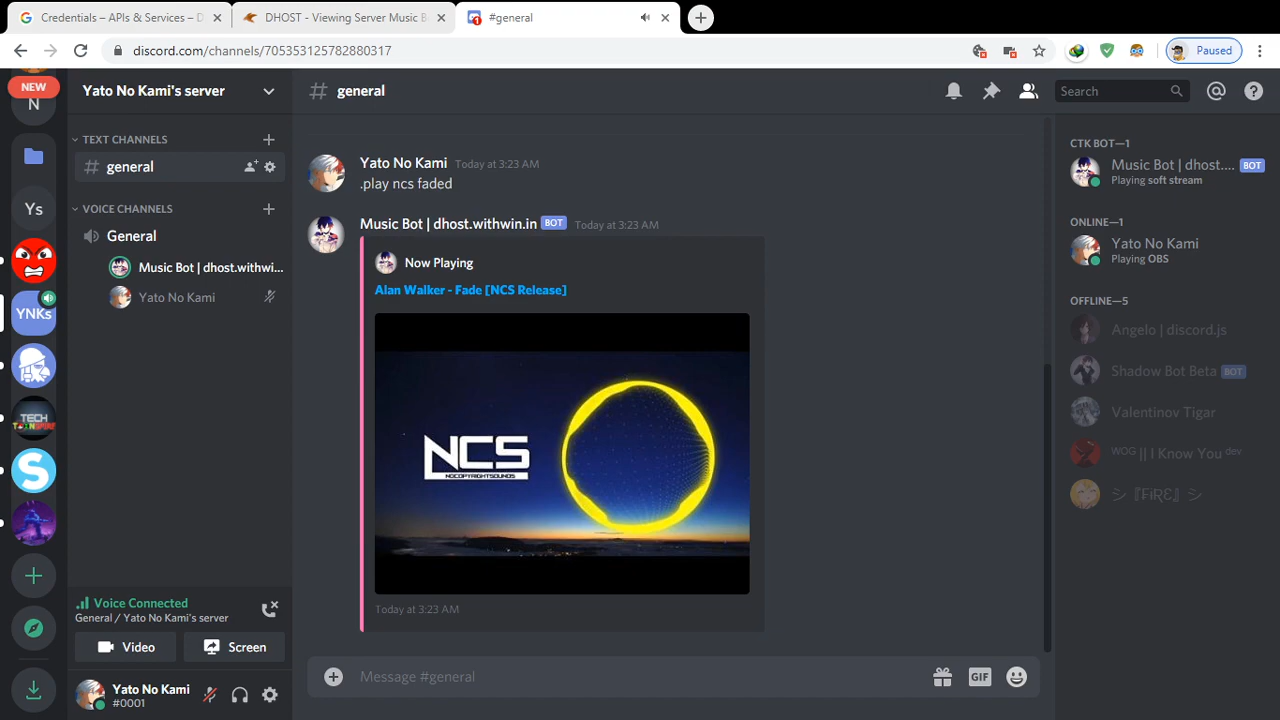 Credentials – APIs & Services – D
DHOST - Viewing Server Music B
#general
discord.com/channels/705353125782880317
Paused
NEW
N
Ys
YNKs
TECH
Yato No Kami's server
TEXT CHANNELS
general
VOICE CHANNELS
General
Music Bot | dhost.withwi...
Yato No Kami
Voice Connected
General / Yato No Kami's server
Video
Screen
Yato No Kami
#0001
# general
Search
Yato No Kami Today at 3:23 AM
.play ncs faded
Music Bot | dhost.withwin.in BOT Today at 3:23 AM
Now Playing
Alan Walker - Fade [NCS Release]
NCS
NOCOPYRIGHTSOUNDS
Today at 3:23 AM
Message #general
GIF
CTK BOT—1
Music Bot | dhost.... BOT
Playing soft stream
ONLINE—1
Yato No Kami
Playing OBS
OFFLINE—5
Angelo | discord.js
Shadow Bot Beta BOT
Valentinov Tigar
WOG || I Know You dev
シ『FiRE』シ